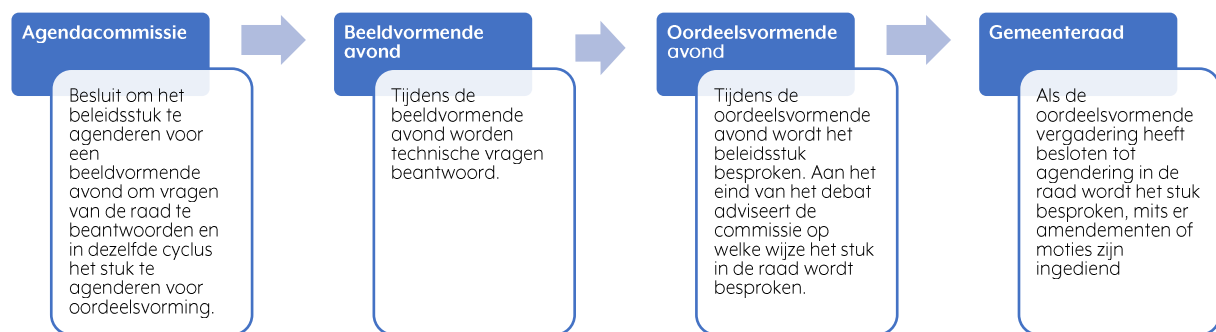 Agendacommissie
Besluit om het
beleidsstuk te
agenderen voor
een
beeldvormende
avond om vragen
van de raad te
beantwoorden en
in dezelfde cyclus
het stuk te
agenderen voor
oordeelsvorming.
Beeldvormende
avond
Tijdens de
beeldvormende
avond worden
technische vragen
beantwoord.
Oordeelsvormende
avond
Tijdens de
oordeelsvormende
avond wordt het
beleidsstuk
besproken. Aan het
eind van het debat
adviseert de
commissie op
welke wijze het stuk
in de raad wordt
besproken.
Gemeenteraad
Als de
oordeelsvormende
vergadering heeft
besloten tot
agendering in de
raad wordt het stuk
besproken, mits er
amendementen of
moties zijn
ingediend